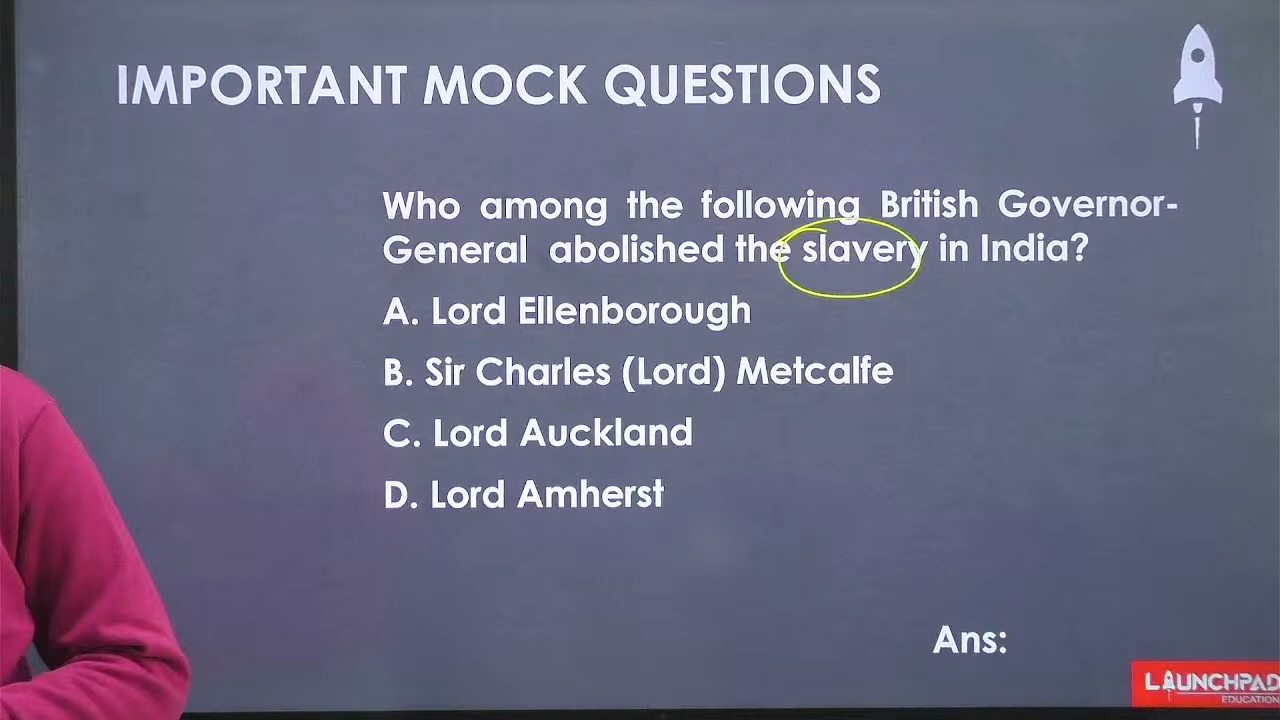 IMPORTANT MOCK QUESTIONS
Who among the following British Governor-
General abolished the slavery in India?
A. Lord Ellenborough
B. Sir Charles (Lord) Metcalfe
C. Lord Auckland
D. Lord Amherst
Ans:
LAUNCHPAD
EDUCATION